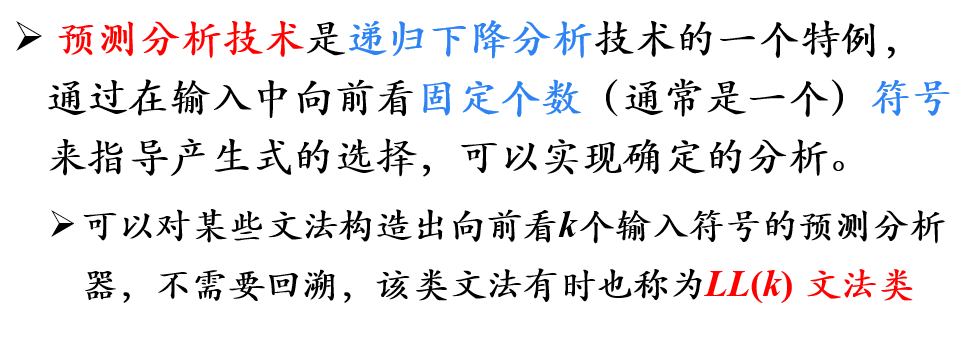 ➢ 预测分析技术是递归下降分析技术的一个特例，
通过在输入中向前看固定个数（通常是一个）符号
来指导产生式的选择，可以实现确定的分析。
➢ 可以对某些文法构造出向前看k个输入符号的预测分析
器，不需要回溯，该类文法有时也称为LL(k) 文法类